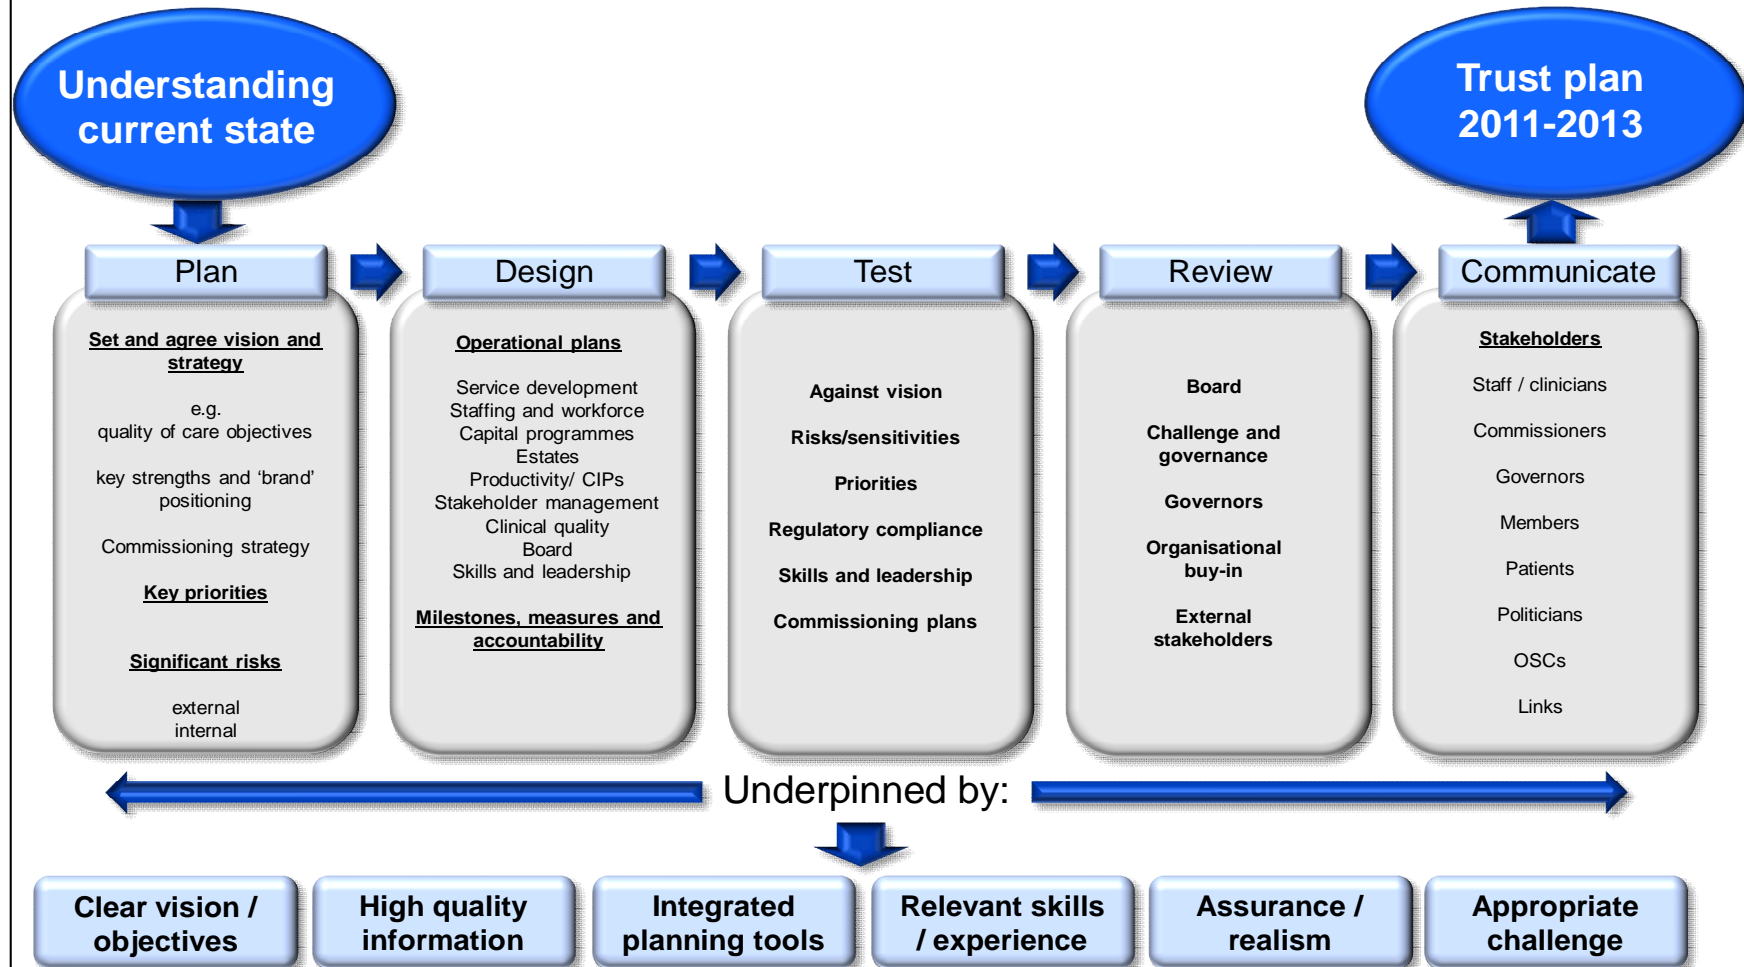 Understanding
current state
Trust plan
2011-2013
Plan
Set and agree vision and
strategy
e.g.
quality of care objectives
key strengths and ‘brand’
positioning
Commissioning strategy
Key priorities
Significant risks
external
internal
Design
Operational plans
Service development
Staffing and workforce
Capital programmes
Estates
Productivity/ CIPs
Stakeholder management
Clinical quality
Board
Skills and leadership
Milestones, measures and
accountability
Test
Against vision
Risks/sensitivities
Priorities
Regulatory compliance
Skills and leadership
Commissioning plans
Review
Board
Challenge and
governance
Governors
Organisational
buy-in
External
stakeholders
Communicate
Stakeholders
Staff / clinicians
Commissioners
Governors
Members
Patients
Politicians
OSCs
Links
Underpinned by:
Clear vision /
objectives
High quality
information
Integrated
planning tools
Relevant skills
/ experience
Assurance /
realism
Appropriate
challenge